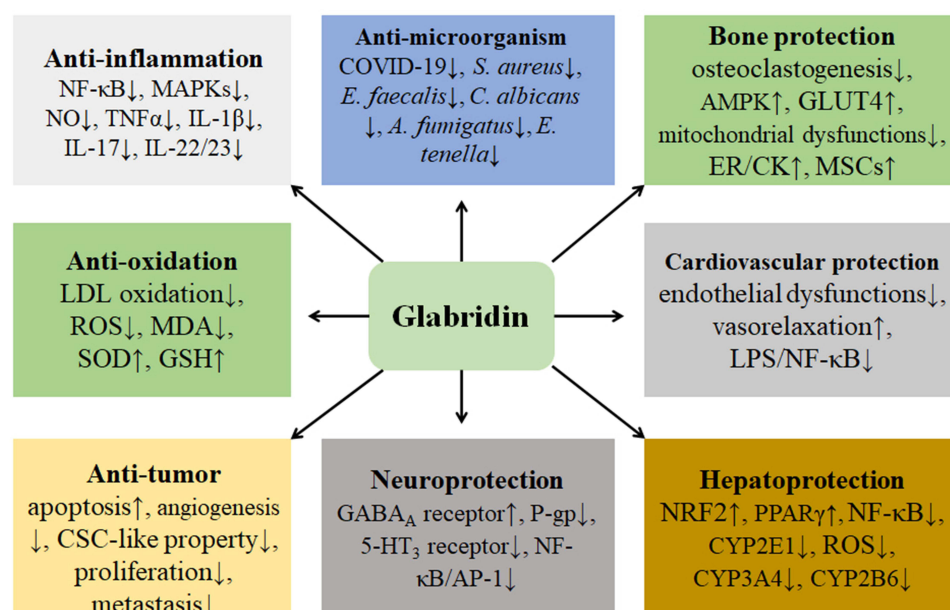 Anti-inflammation
NF-κB↓, MAPKs↓,
NO↓, TNFα↓, IL-1β↓,
IL-17↓, IL-22/23↓
Anti-microorganism
COVID-19↓, S. aureus↓,
E. faecalis↓, C. albicans
↓, A. fumigatus↓, E.
tenella↓
Bone protection
osteoclastogenesis↓,
AMPK↑, GLUT4↑,
mitochondrial dysfunctions↓,
ER/CK↑, MSCs↑
Anti-oxidation
LDL oxidation↓,
ROS↓, MDA↓,
SOD↑, GSH↑
Glabridin
Cardiovascular protection
endothelial dysfunctions↓,
vasorelaxation↑,
LPS/NF-κB↓
Anti-tumor
apoptosis↑, angiogenesis
↓, CSC-like property↓,
proliferation↓,
metastasis↓
Neuroprotection
GABAA receptor↑, P-gp↓,
5-HT3 receptor↓, NF-
κB/AP-1↓
Hepatoprotection
NRF2↑, PPARγ↑, NF-κB↓,
CYP2E1↓, ROS↓,
CYP3A4↓, CYP2B6↓